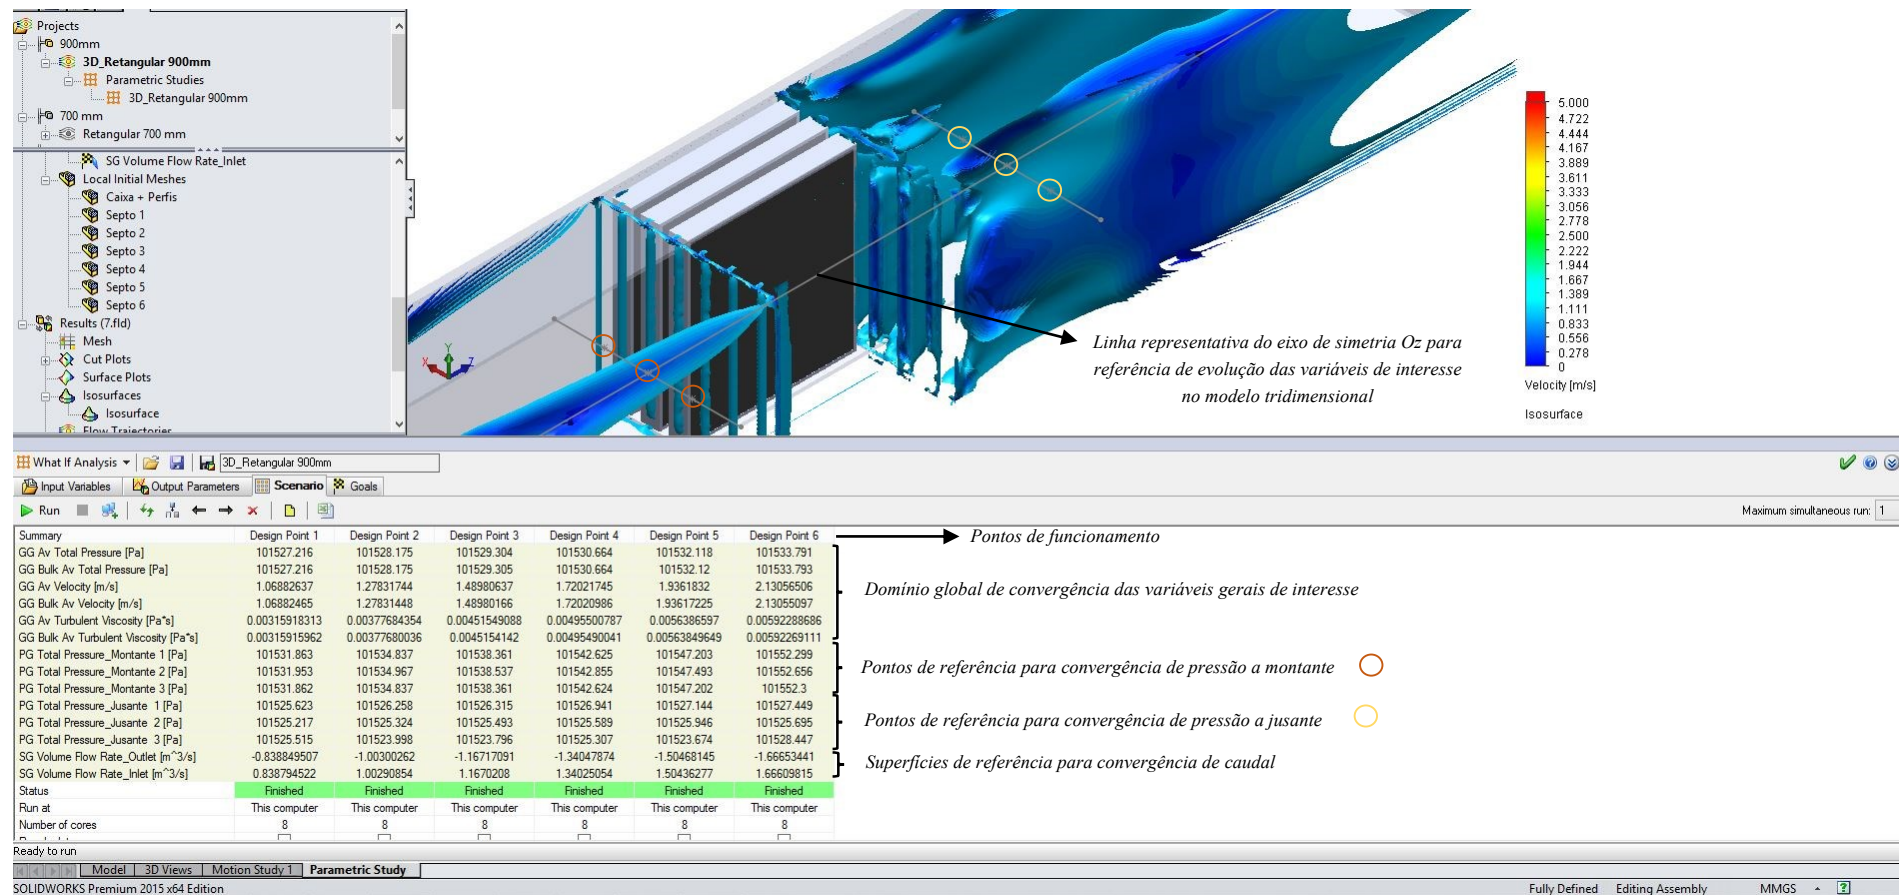 Projects
900mm
3D_Retangular 900mm
Parametric Studies
3D_Retangular 900mm
700 mm
Retangular 700 mm
SG Volume Flow Rate_Inlet
Local Initial Meshes
Caixa + Perfis
Septo 1
Septo 2
Septo 3
Septo 4
Septo 5
Septo 6
Results (7.fld)
Mesh
Cut Plots
Surface Plots
Isosurfaces
Isosurface
Flow Trajectories
Y
X
Z
Linha representativa do eixo de simetria Oz para
referência de evolução das variáveis de interesse
no modelo tridimensional
5.000
4.722
4.444
4.167
3.889
3.611
3.333
3.056
2.778
2.500
2.222
1.944
1.667
1.389
1.111
0.833
0.556
0.278
0
Velocity [m/s]
Isosurface
What If Analysis 3D_Retangular 900mm
Input Variables Output Parameters Scenario Goals
Run Maximum simultaneous run: 1
Summary Design Point 1 Design Point 2 Design Point 3 Design Point 4 Design Point 5 Design Point 6 Pontos de funcionamento
GG Av Total Pressure [Pa] 101527.216 101528.175 101529.304 101530.664 101532.118 101533.791
GG Bulk Av Total Pressure [Pa] 101527.216 101528.175 101529.305 101530.664 101532.12 101533.793
GG Av Velocity [m/s] 1.06882637 1.27831744 1.48980637 1.72021745 1.9361832 2.13056506
Domínio global de convergência das variáveis gerais de interesse
GG Bulk Av Velocity [m/s] 1.06882465 1.27831448 1.48980166 1.72020986 1.93617225 2.13055097
GG Av Turbulent Viscosity [Pa*s] 0.00315918313 0.00377684354 0.00451549088 0.00495500787 0.0056386597 0.00592288686
GG Bulk Av Turbulent Viscosity [Pa*s] 0.00315915962 0.00377680036 0.0045154142 0.00495490041 0.00563849649 0.00592269111
PG Total Pressure_Montante 1 [Pa] 101531.863 101534.837 101538.361 101542.625 101547.203 101552.299
PG Total Pressure_Montante 2 [Pa] 101531.953 101534.967 101538.537 101542.855 101547.493 101552.656
Pontos de referência para convergência de pressão a montante
PG Total Pressure_Montante 3 [Pa] 101531.862 101534.837 101538.361 101542.624 101547.202 101552.3
PG Total Pressure_Jusante 1 [Pa] 101525.623 101526.258 101526.315 101526.941 101527.144 101527.449
PG Total Pressure_Jusante 2 [Pa] 101525.217 101525.324 101525.493 101525.589 101525.946 101525.695
Pontos de referência para convergência de pressão a jusante
PG Total Pressure_Jusante 3 [Pa] 101525.515 101523.998 101523.796 101525.307 101523.674 101528.447
SG Volume Flow Rate_Outlet [m^3/s] -0.838849507 -1.00300262 -1.16717091 -1.34047874 -1.50468145 -1.66653441
Superfícies de referência para convergência de caudal
SG Volume Flow Rate_Inlet [m^3/s] 0.838794522 1.00290854 1.1670208 1.34025054 1.50436277 1.66609815
Status Finished Finished Finished Finished Finished Finished
Run at This computer This computer This computer This computer This computer This computer
Number of cores 8 8 8 8 8 8
Ready to run
Model 3D Views Motion Study 1 Parametric Study
SOLIDWORKS Premium 2015 x64 Edition Fully Defined Editing Assembly MMGS